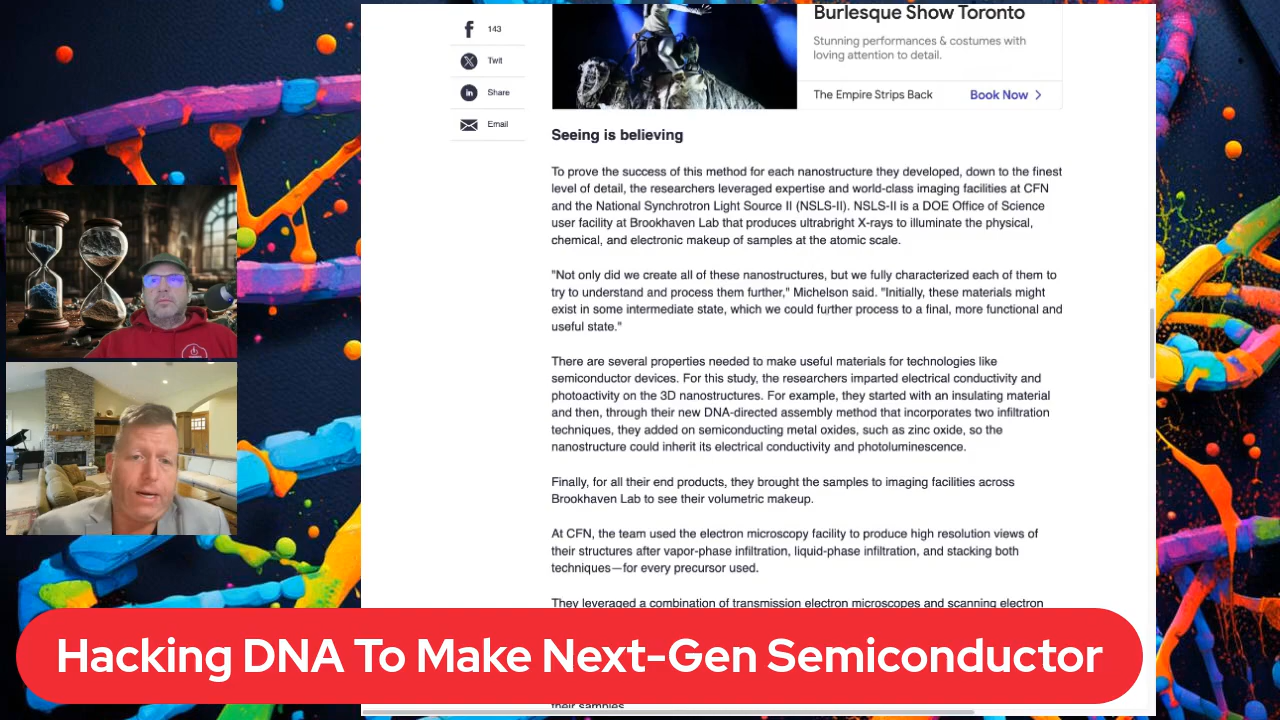 143
Twit
Share
Email
Burlesque Show Toronto
Stunning performances & costumes with
loving attention to detail.
The Empire Strips Back
Book Now
Seeing is believing
To prove the success of this method for each nanostructure they developed, down to the finest
level of detail, the researchers leveraged expertise and world-class imaging facilities at CFN
and the National Synchrotron Light Source II (NSLS-II). NSLS-II is a DOE Office of Science
user facility at Brookhaven Lab that produces ultrabright X-rays to illuminate the physical,
chemical, and electronic makeup of samples at the atomic scale.
"Not only did we create all of these nanostructures, but we fully characterized each of them to
try to understand and process them further," Michelson said. "Initially, these materials might
exist in some intermediate state, which we could further process to a final, more functional and
useful state."
There are several properties needed to make useful materials for technologies like
semiconductor devices. For this study, the researchers imparted electrical conductivity and
photoactivity on the 3D nanostructures. For example, they started with an insulating material
and then, through their new DNA-directed assembly method that incorporates two infiltration
techniques, they added on semiconducting metal oxides, such as zinc oxide, so the
nanostructure could inherit its electrical conductivity and photoluminescence.
Finally, for all their end products, they brought the samples to imaging facilities across
Brookhaven Lab to see their volumetric makeup.
At CFN, the team used the electron microscopy facility to produce high resolution views of
their structures after vapor-phase infiltration, liquid-phase infiltration, and stacking both
techniques—for every precursor used.
They leveraged a combination of transmission electron microscopes and scanning electron
Hacking DNA To Make Next-Gen Semiconductor
their samples